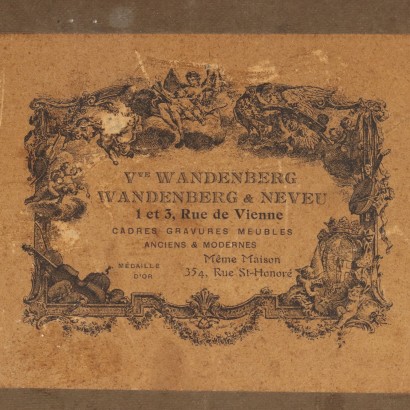 Vve WANDENBERG
WANDENBERG & NEVEU
1 et 3, Rue de Vienne
CADRES GRAVURES MEUBLES
ANCIENS & MODERNES
MÉDAILLE
D'OR
Même Maison
354, Rue St-Honoré